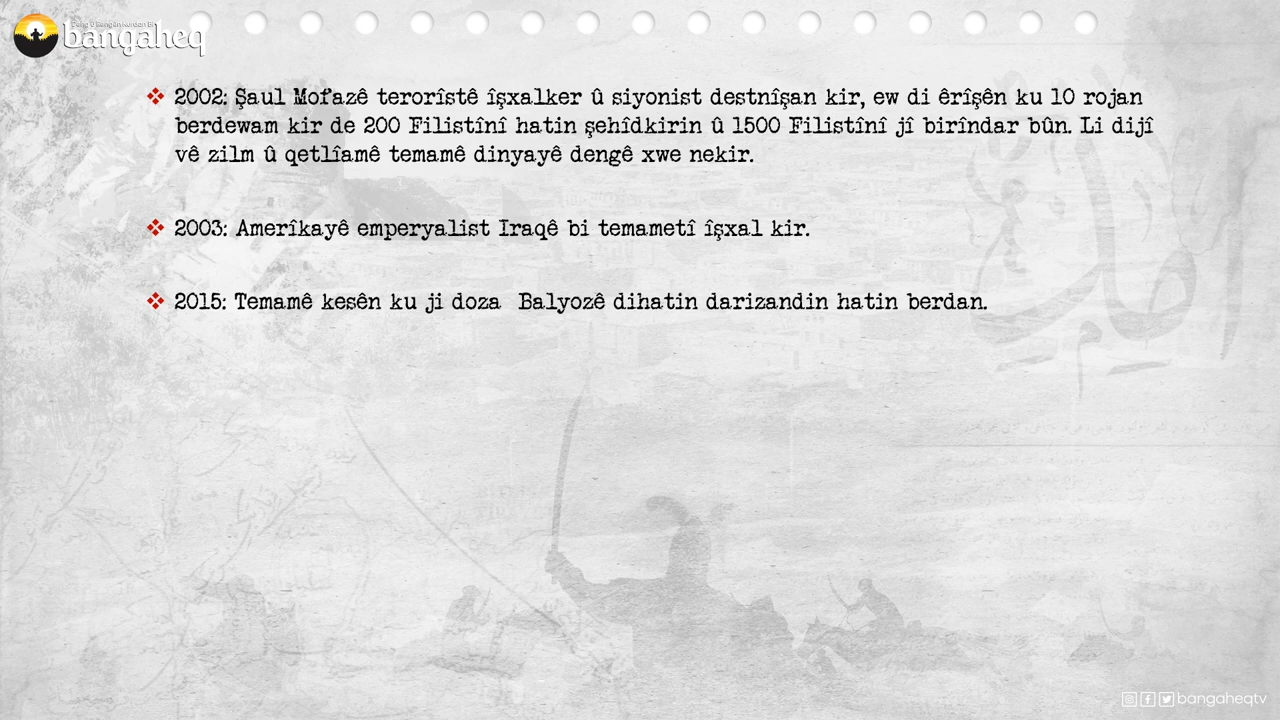 bangaheq
2002: Şaul Mofazê terorîstê îşxalker û siyonist destnîşan kir, ew di êrîşên ku 10 rojan
berdewam kir de 200 Filistînî hatin şehîdkirin û 1500 Filistînî jî birîndar bûn. Li dijî
vê zilm û qetlîamê temamê dinyayê dengê xwe nekir.
2003: Amerîkayê emperyalist Iraqê bi temametî îşxal kir.
2015: Temamê kesên ku ji doza Balyozê dihatin darizandin hatin berdan.
bangaheqtv